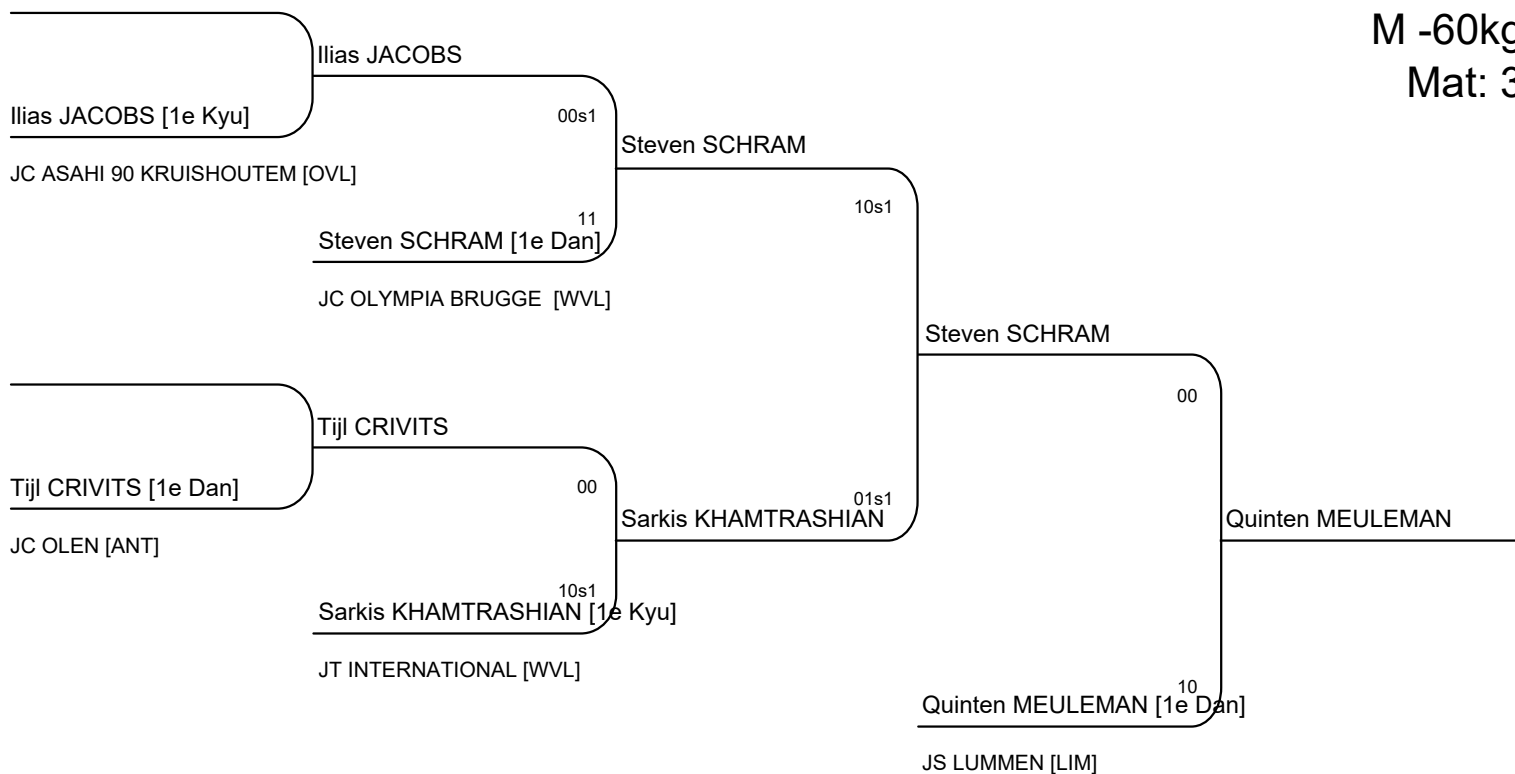 M -60kg
Mat: 3
Ilias JACOBS
Ilias JACOBS [1e Kyu]
JC ASAHI 90 KRUISHOUTEM [OVL]
00s1
Steven SCHRAM
11
Steven SCHRAM [1e Dan]
JC OLYMPIA BRUGGE [WVL]
10s1
Steven SCHRAM
00
Tijl CRIVITS
Tijl CRIVITS [1e Dan]
JC OLEN [ANT]
00
01s1
Sarkis KHAMTRASHIAN
Quinten MEULEMAN
10s1
Sarkis KHAMTRASHIAN [1e Kyu]
JT INTERNATIONAL [WVL]
10
Quinten MEULEMAN [1e Dan]
JS LUMMEN [LIM]